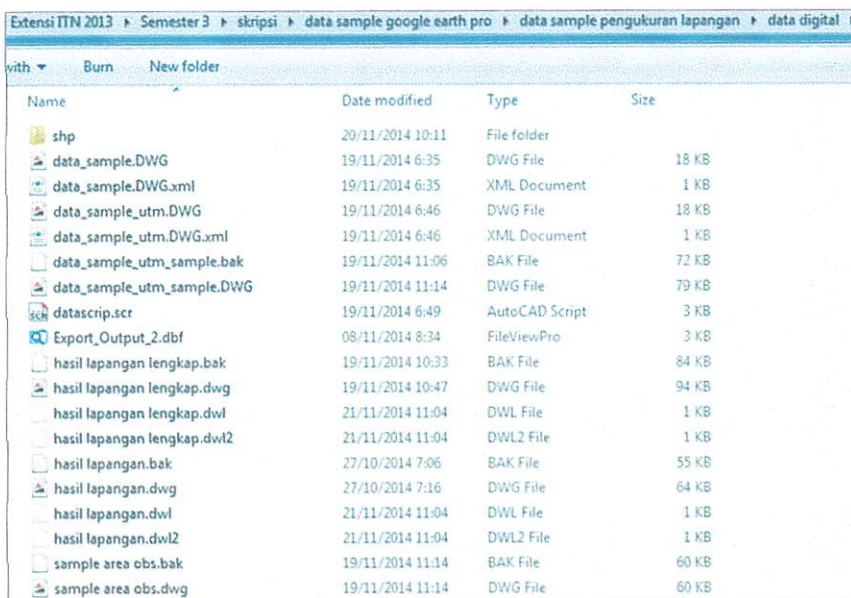 Extensi ITN 2013 ▸ Semester 3 ▸ skripsi ▸ data sample google earth pro ▸ data sample pengukuran lapangan ▸ data digital
with Burn New folder
Name Date modified Type Size
shp 20/11/2014 10:11 File folder
data_sample.DWG 19/11/2014 6:35 DWG File 18 KB
data_sample.DWG.xml 19/11/2014 6:35 XML Document 1 KB
data_sample_utm.DWG 19/11/2014 6:46 DWG File 18 KB
data_sample_utm.DWG.xml 19/11/2014 6:46 XML Document 1 KB
data_sample_utm_sample.bak 19/11/2014 11:06 BAK File 72 KB
data_sample_utm_sample.DWG 19/11/2014 11:14 DWG File 79 KB
datascrip.scr 19/11/2014 6:49 AutoCAD Script 3 KB
Export_Output_2.dbf 08/11/2014 8:34 FileViewPro 3 KB
hasil lapangan lengkap.bak 19/11/2014 10:33 BAK File 84 KB
hasil lapangan lengkap.dwg 19/11/2014 10:47 DWG File 94 KB
hasil lapangan lengkap.dwl 21/11/2014 11:04 DWL File 1 KB
hasil lapangan lengkap.dwl2 21/11/2014 11:04 DWL2 File 1 KB
hasil lapangan.bak 27/10/2014 7:06 BAK File 55 KB
hasil lapangan.dwg 27/10/2014 7:16 DWG File 64 KB
hasil lapangan.dwl 21/11/2014 11:04 DWL File 1 KB
hasil lapangan.dwl2 21/11/2014 11:04 DWL2 File 1 KB
sample area obs.bak 19/11/2014 11:14 BAK File 60 KB
sample area obs.dwg 19/11/2014 11:14 DWG File 60 KB